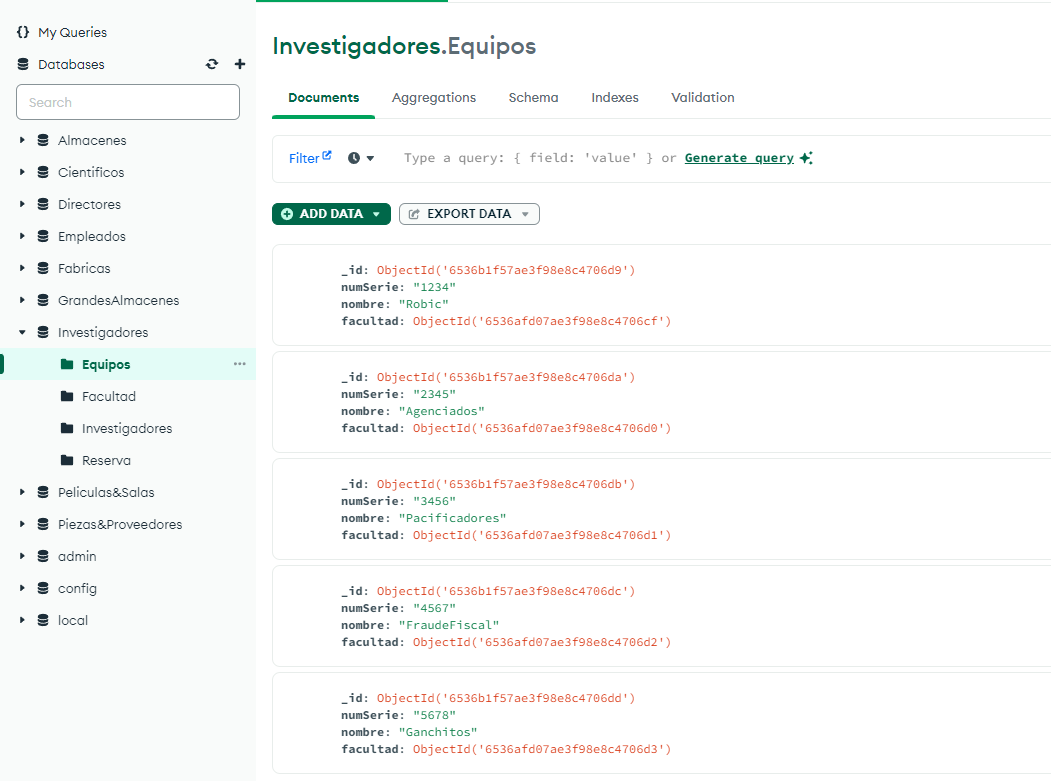 My Queries
Databases
Search
Almacenes
Cientificos
Directores
Empleados
Fabricas
GrandesAlmacenes
Investigadores
Equipos
Facultad
Investigadores
Reserva
Peliculas&Salas
Piezas&Proveedores
admin
config
local
Investigadores.Equipos
Documents Aggregations Schema Indexes Validation
Filter Type a query: { field: 'value' } or Generate query
ADD DATA EXPORT DATA
_id: ObjectId('6536b1f57ae3f98e8c4706d9')
numSerie: "1234"
nombre: "Robic"
facultad: ObjectId('6536afd07ae3f98e8c4706cf')
_id: ObjectId('6536b1f57ae3f98e8c4706da')
numSerie: "2345"
nombre: "Agenciados"
facultad: ObjectId('6536afd07ae3f98e8c4706d0')
_id: ObjectId('6536b1f57ae3f98e8c4706db')
numSerie: "3456"
nombre: "Pacificadores"
facultad: ObjectId('6536afd07ae3f98e8c4706d1')
_id: ObjectId('6536b1f57ae3f98e8c4706dc')
numSerie: "4567"
nombre: "FraudeFiscal"
facultad: ObjectId('6536afd07ae3f98e8c4706d2')
_id: ObjectId('6536b1f57ae3f98e8c4706dd')
numSerie: "5678"
nombre: "Ganchitos"
facultad: ObjectId('6536afd07ae3f98e8c4706d3')